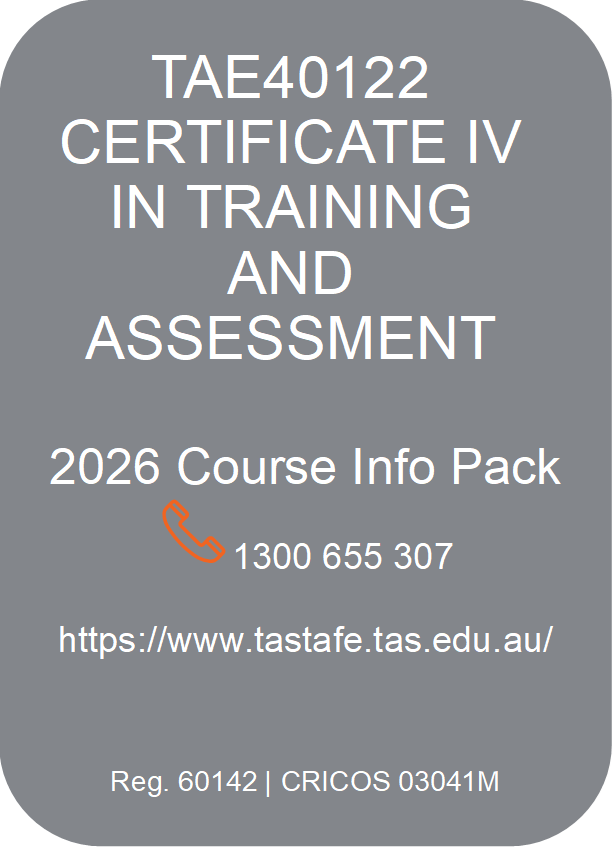 TAE40122
CERTIFICATE IV
IN TRAINING
AND
ASSESSMENT
2026 Course Info Pack
1300 655 307
https://www.tastafe.tas.edu.au/
Reg. 60142 | CRICOS 03041M